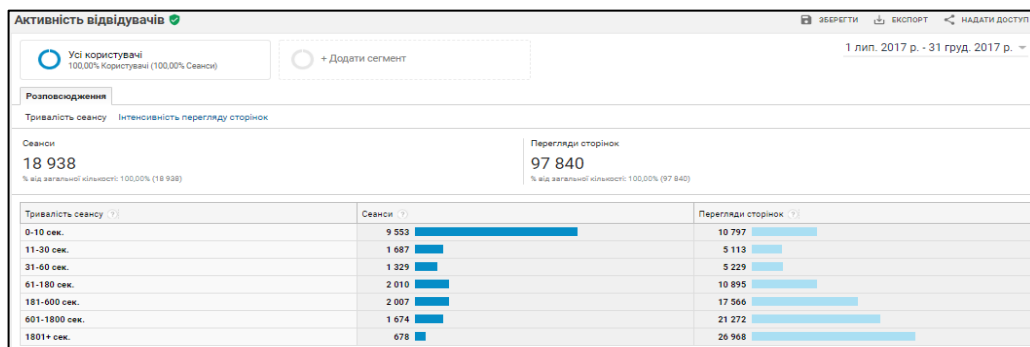 Активність відвідувачів
ЗБЕРЕГТИ ЕКСПОРТ НАДАТИ ДОСТУП
Усі користувачі
100,00% Користувачі (100,00% Сеанси)
+ Додати сегмент
1 лип. 2017 р. - 31 груд. 2017 р.
Розповсюдження
Тривалість сеансу Інтенсивність перегляду сторінок
Сеанси
18 938
% від загальної кількості: 100,00% (18 938)
Перегляди сторінок
97 840
% від загальної кількості: 100,00% (97 840)
Тривалість сеансу ? Сеанси ? Перегляди сторінок ?
0-10 сек. 9 553 10 797
11-30 сек. 1 687 5 113
31-60 сек. 1 329 5 229
61-180 сек. 2 010 10 895
181-600 сек. 2 007 17 566
601-1800 сек. 1 674 21 272
1801+ сек. 678 26 968